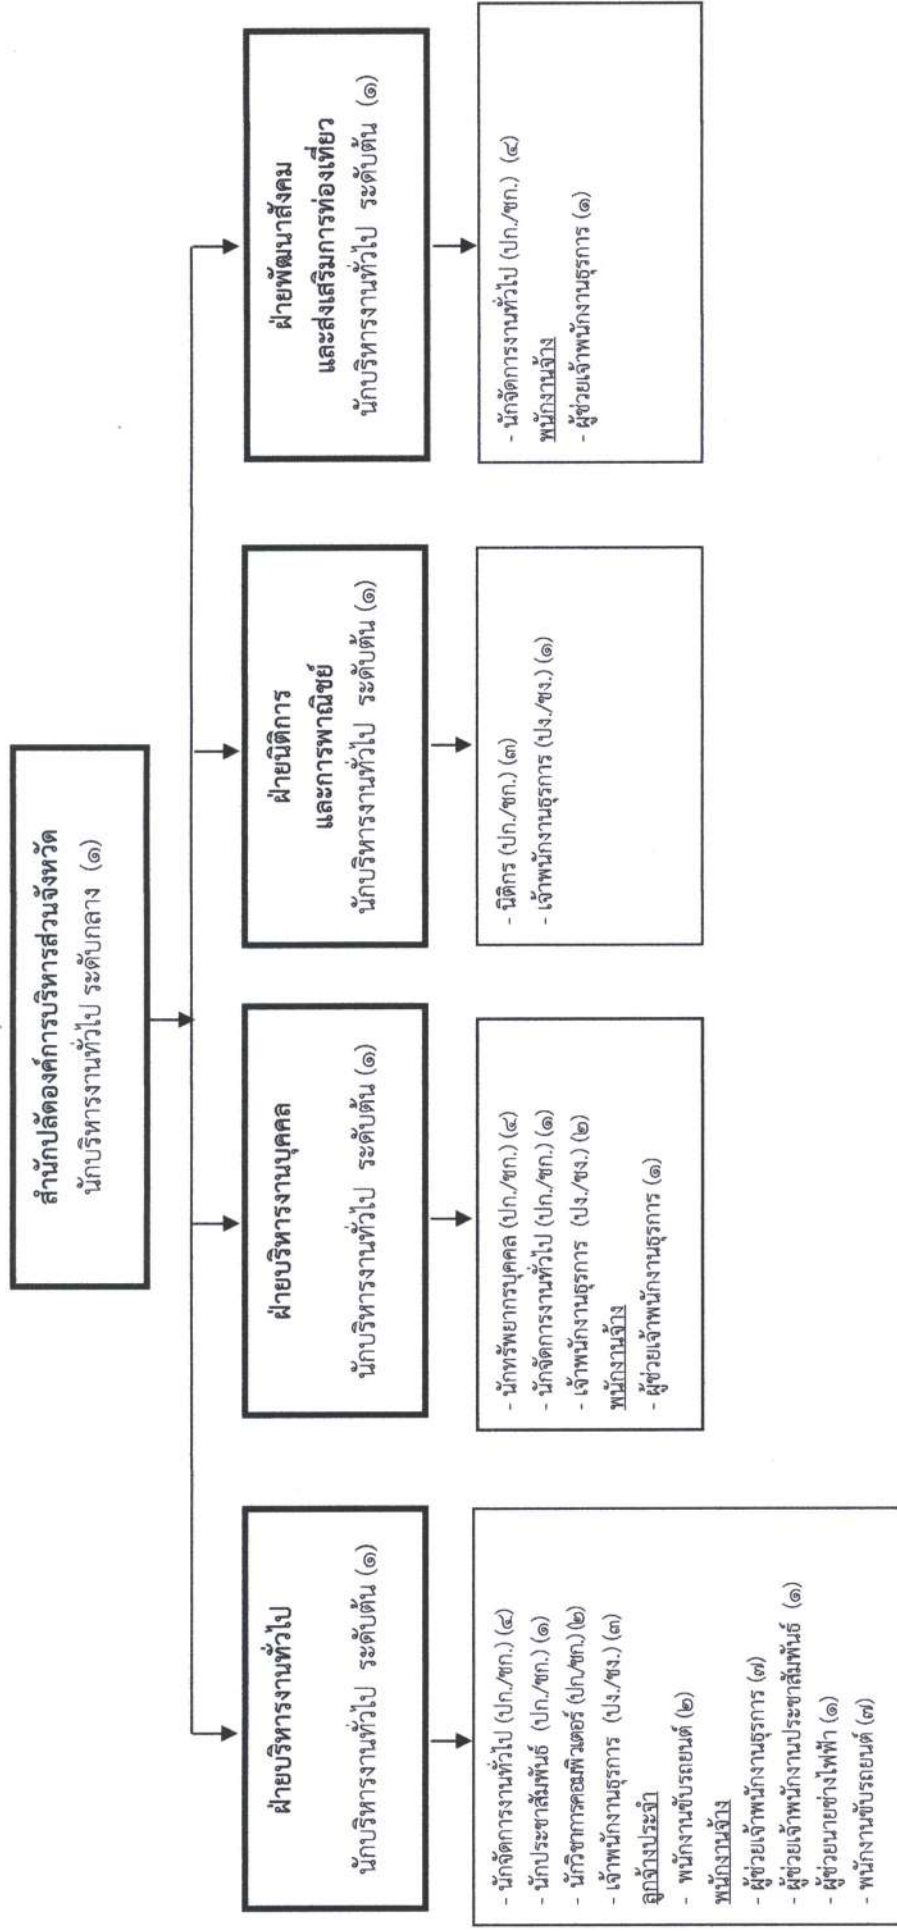 สำนักปลัดองค์การบริหารส่วนจังหวัด
นักบริหารงานทั่วไป ระดับกลาง (๑)
ฝ่ายบริหารงานทั่วไป
นักบริหารงานทั่วไป ระดับต้น (๑)
- นักจัดการงานทั่วไป (ปก./ชก.) (๔)
- นักประชาสัมพันธ์ (ปก./ชก.) (๑)
- นักวิชาการคอมพิวเตอร์ (ปก/ชก.) (๒)
- เจ้าพนักงานธุรการ (ปง./ชง.) (๓)
ลูกจ้างประจำ
- พนักงานขับรถยนต์ (๒)
พนักงานจ้าง
- ผู้ช่วยเจ้าพนักงานธุรการ (๗)
- ผู้ช่วยเจ้าพนักงานประชาสัมพันธ์ (๑)
- ผู้ช่วยนายช่างไฟฟ้า (๑)
- พนักงานขับรถยนต์ (๗)
ฝ่ายบริหารงานบุคคล
นักบริหารงานทั่วไป ระดับต้น (๑)
- นักทรัพยากรบุคคล (ปก./ชก.) (๔)
- นักจัดการงานทั่วไป (ปก./ชก.) (๑)
- เจ้าพนักงานธุรการ (ปง./ชง.) (๒)
พนักงานจ้าง
- ผู้ช่วยเจ้าพนักงานธุรการ (๑)
ฝ่ายนิติการ
และการพาณิชย์
นักบริหารงานทั่วไป ระดับต้น (๑)
- นิติกร (ปก./ชก.) (๓)
- เจ้าพนักงานธุรการ (ปง./ชง.) (๑)
ฝ่ายพัฒนาสังคม
และส่งเสริมการท่องเที่ยว
นักบริหารงานทั่วไป ระดับต้น (๑)
- นักจัดการงานทั่วไป (ปก./ชก.) (๔)
พนักงานจ้าง
- ผู้ช่วยเจ้าพนักงานธุรการ (๑)